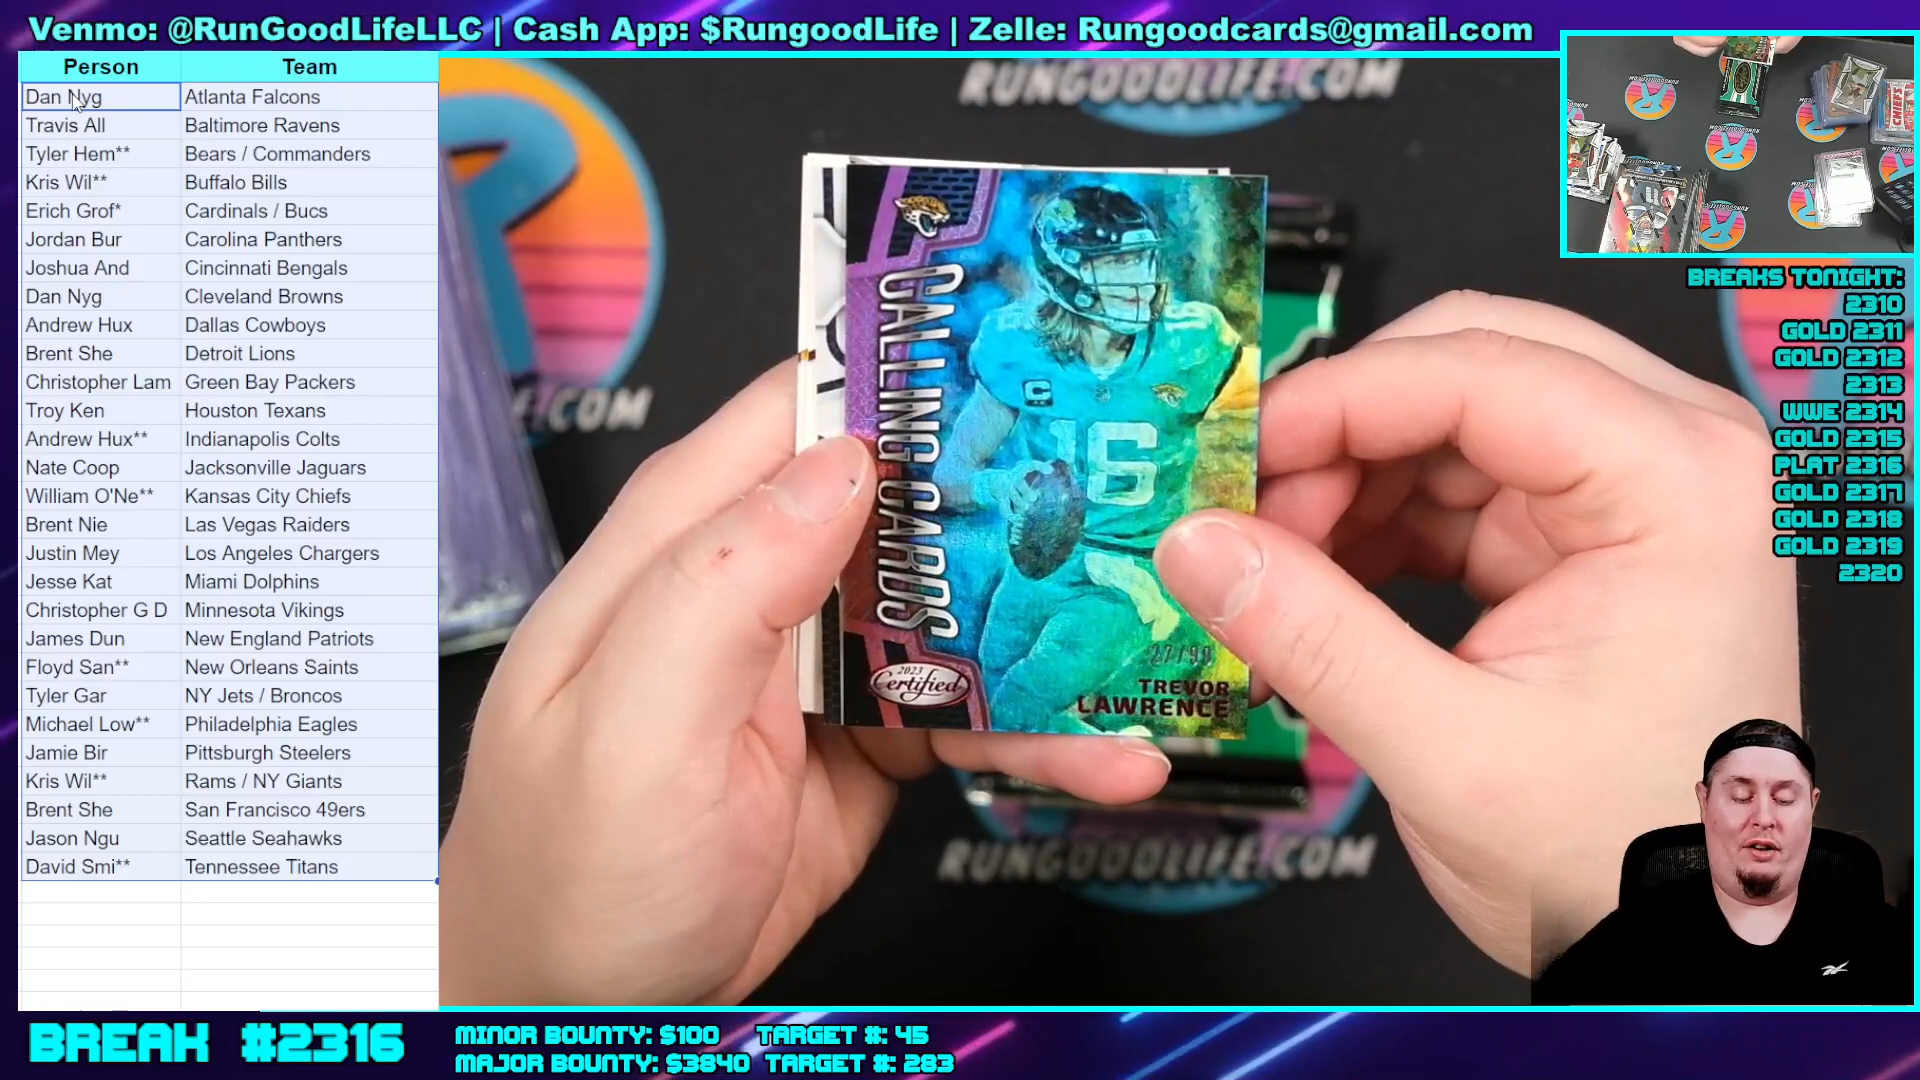 Venmo: @RunGoodLifeLLC | Cash App: $RungoodLife | Zelle: Rungoodcards@gmail.com
Person Team
Dan Nyg Atlanta Falcons
Travis All Baltimore Ravens
Tyler Hem** Bears / Commanders
Kris Wil** Buffalo Bills
Erich Grof* Cardinals / Bucs
Jordan Bur Carolina Panthers
Joshua And Cincinnati Bengals
Dan Nyg Cleveland Browns
Andrew Hux Dallas Cowboys
Brent She Detroit Lions
Christopher Lam Green Bay Packers
Troy Ken Houston Texans
Andrew Hux** Indianapolis Colts
Nate Coop Jacksonville Jaguars
William O'Ne** Kansas City Chiefs
Brent Nie Las Vegas Raiders
Justin Mey Los Angeles Chargers
Jesse Kat Miami Dolphins
Christopher G D Minnesota Vikings
James Dun New England Patriots
Floyd San** New Orleans Saints
Tyler Gar NY Jets / Broncos
Michael Low** Philadelphia Eagles
Jamie Bir Pittsburgh Steelers
Kris Wil** Rams / NY Giants
Brent She San Francisco 49ers
Jason Ngu Seattle Seahawks
David Smi** Tennessee Titans
RUNGOODLIFE.COM
CALLING CARDS
C
16
2023
Certified
TREVOR
LAWRENCE
RUNGOODLIFE.COM
CHIEFS
BREAKS TONIGHT:
2310
GOLD 2311
GOLD 2312
2313
WWE 2314
GOLD 2315
PLAT 2316
GOLD 2317
GOLD 2318
GOLD 2319
2320
BREAK #2316
MINOR BOUNTY: $100 TARGET #: 45
MAJOR BOUNTY: $3840 TARGET #: 283